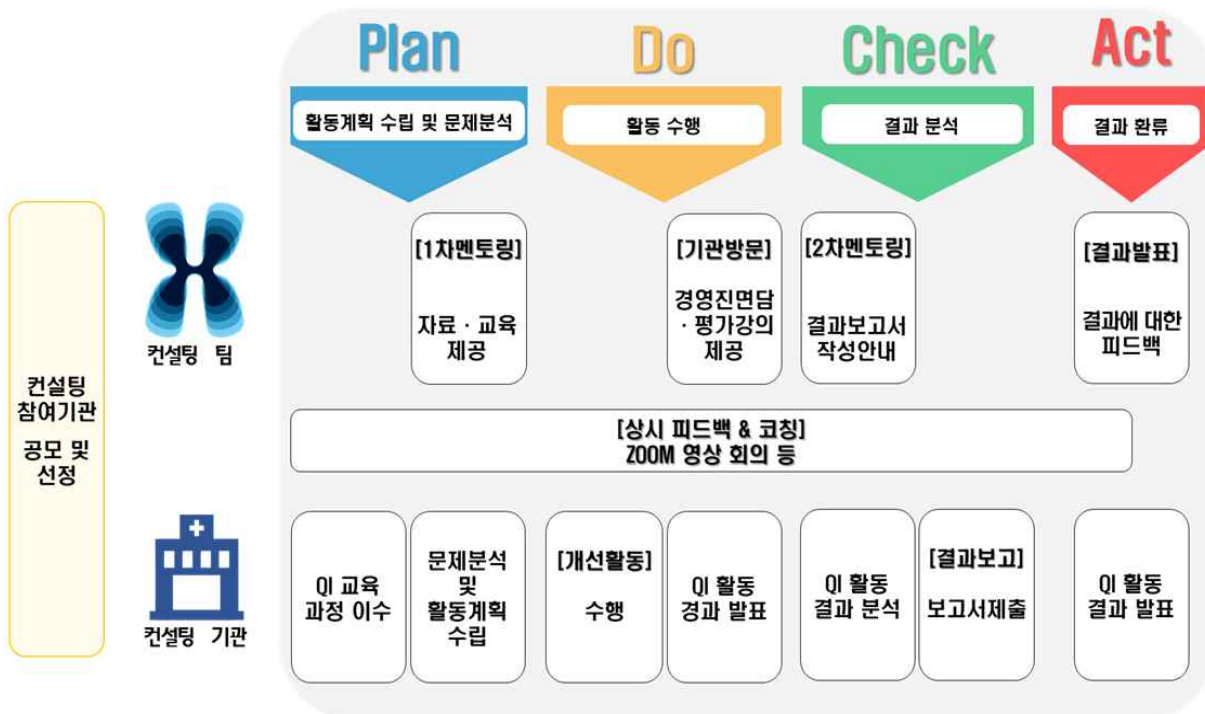 Plan
Do
Check
Act
활동계획 수립 및 문제분석
활동 수행
결과 분석
결과 환류
컨설팅
참여기관
공모 및
선정
컨설팅 팀
[1차멘토링]
자료 · 교육
제공
[기관방문]
경영진면담
· 평가강의
제공
[2차멘토링]
결과보고서
작성안내
[결과발표]
결과에 대한
피드백
[상시 피드백 & 코칭]
ZOOM 영상 회의 등
컨설팅 기관
QI 교육
과정 이수
문제분석
및
활동계획
수립
[개선활동]
수행
QI 활동
경과 발표
QI 활동
결과 분석
[결과보고]
보고서제출
QI 활동
결과 발표